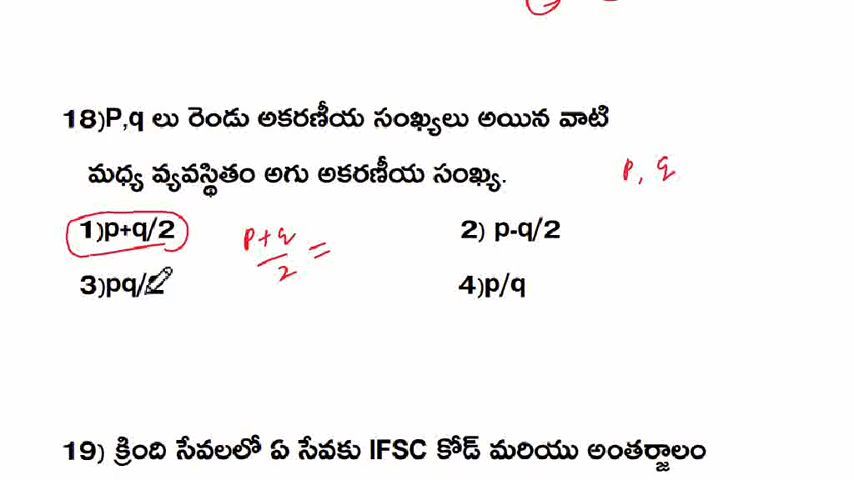 18)P,q లు రెండు అకరణీయ సంఖ్యలు అయిన వాటి
మధ్య వ్యవస్థితం అగు అకరణీయ సంఖ్య.
P, q
1)p+q/2
2) p-q/2
P+q
2
=
3)pq/2
4)p/q
19) క్రింది సేవలలో ఏ సేవకు IFSC కోడ్ మరియు అంతర్జాలం